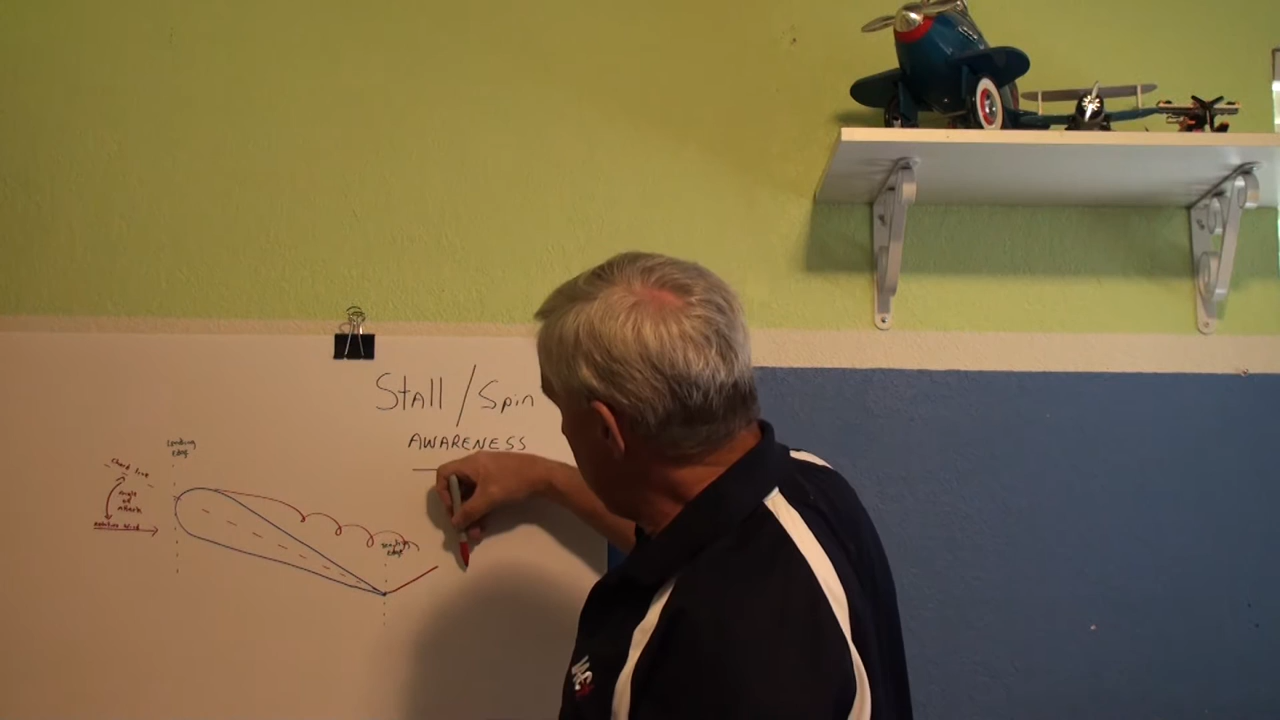 Stall / Spin
AWARENESS
Leading
edge
Chord line
Angle
of
Attack
Relative Wind
Trailing
edge